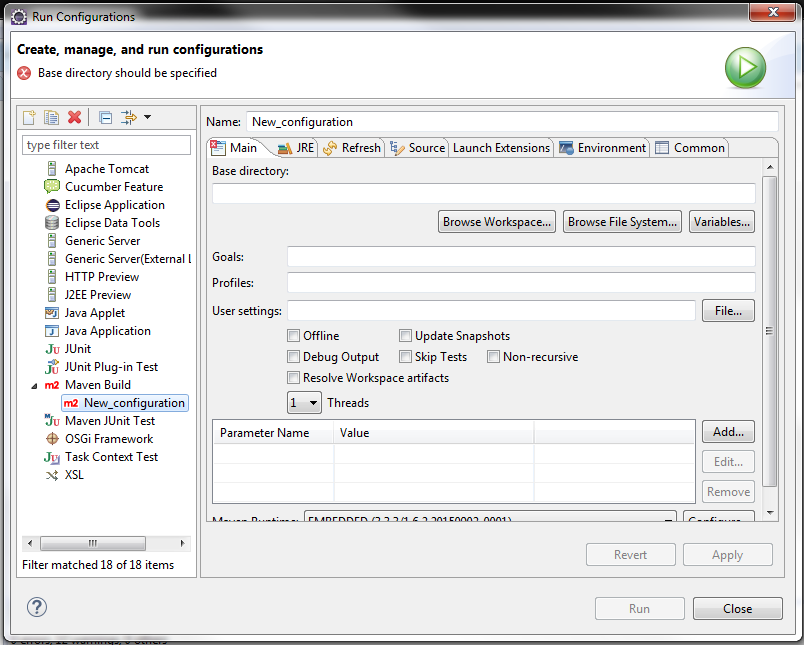 Run Configurations
Create, manage, and run configurations
Base directory should be specified
type filter text
Apache Tomcat
Cucumber Feature
Eclipse Application
Eclipse Data Tools
Generic Server
Generic Server(External l
HTTP Preview
J2EE Preview
Java Applet
Java Application
Ju JUnit
JUnit Plug-in Test
m2 Maven Build
m2 New_configuration
Maven JUnit Test
OSGi Framework
Task Context Test
XSL
Filter matched 18 of 18 items
Name: New_configuration
Main JRE Refresh Source Launch Extensions Environment Common
Base directory:
Browse Workspace... Browse File System... Variables...
Goals:
Profiles:
User settings: File...
Offline Update Snapshots
Debug Output Skip Tests Non-recursive
Resolve Workspace artifacts
1 Threads
Parameter Name Value Add...
Edit...
Remove
Maven Runtime: EMBEDDED Configure...
Revert Apply
? Run Close